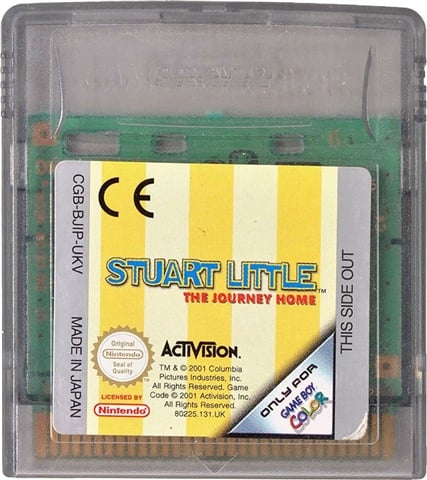 CE
CGB-BJIP-UKV
MADE IN JAPAN
STUART LITTLE™
THE JOURNEY HOME
THIS SIDE OUT
Original
Nintendo
Seal of
Quality
™
LICENSED BY
Nintendo
ACTIVISION.
TM & © 2001 Columbia
Pictures Industries, Inc.
All Rights Reserved. Game
Code © 2001 Activision, Inc.
All Rights Reserved.
80225.131.UK
ONLY FOR
GAME BOY
COLOR